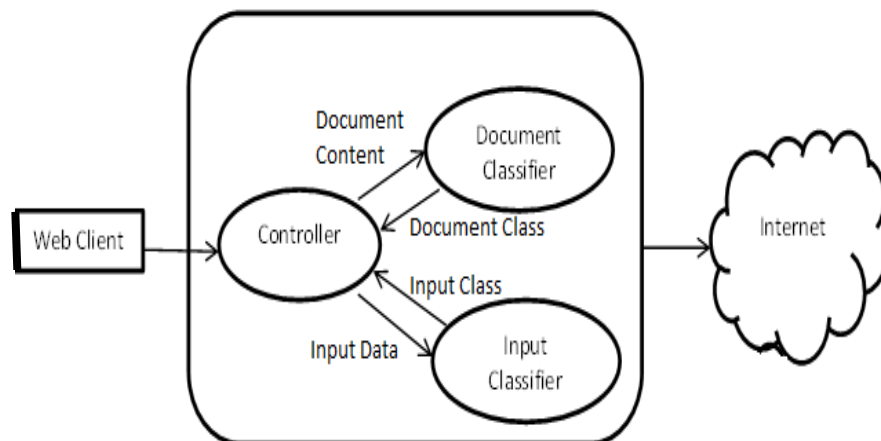 Document
Content
Document
Classifier
Web Client
Controller
Document Class
Internet
Input Class
Input Data
Input
Classifier